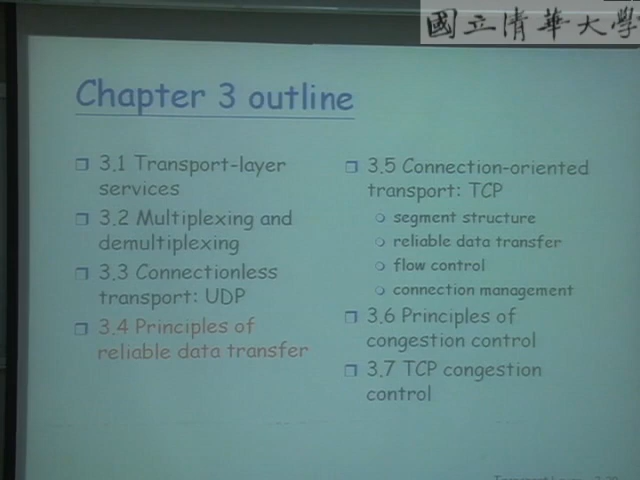 國立清華大學
Chapter 3 outline
3.1 Transport-layer
services
3.2 Multiplexing and
demultiplexing
3.3 Connectionless
transport: UDP
3.4 Principles of
reliable data transfer
3.5 Connection-oriented
transport: TCP
segment structure
reliable data transfer
flow control
connection management
3.6 Principles of
congestion control
3.7 TCP congestion
control